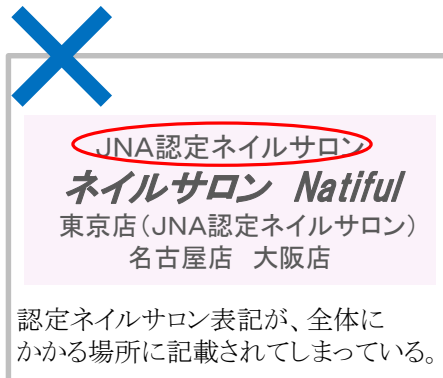 JNA認定ネイルサロン
ネイルサロン Natiful
東京店(JNA認定ネイルサロン)
名古屋店 大阪店
認定ネイルサロン表記が、全体に
かかる場所に記載されてしまっている。